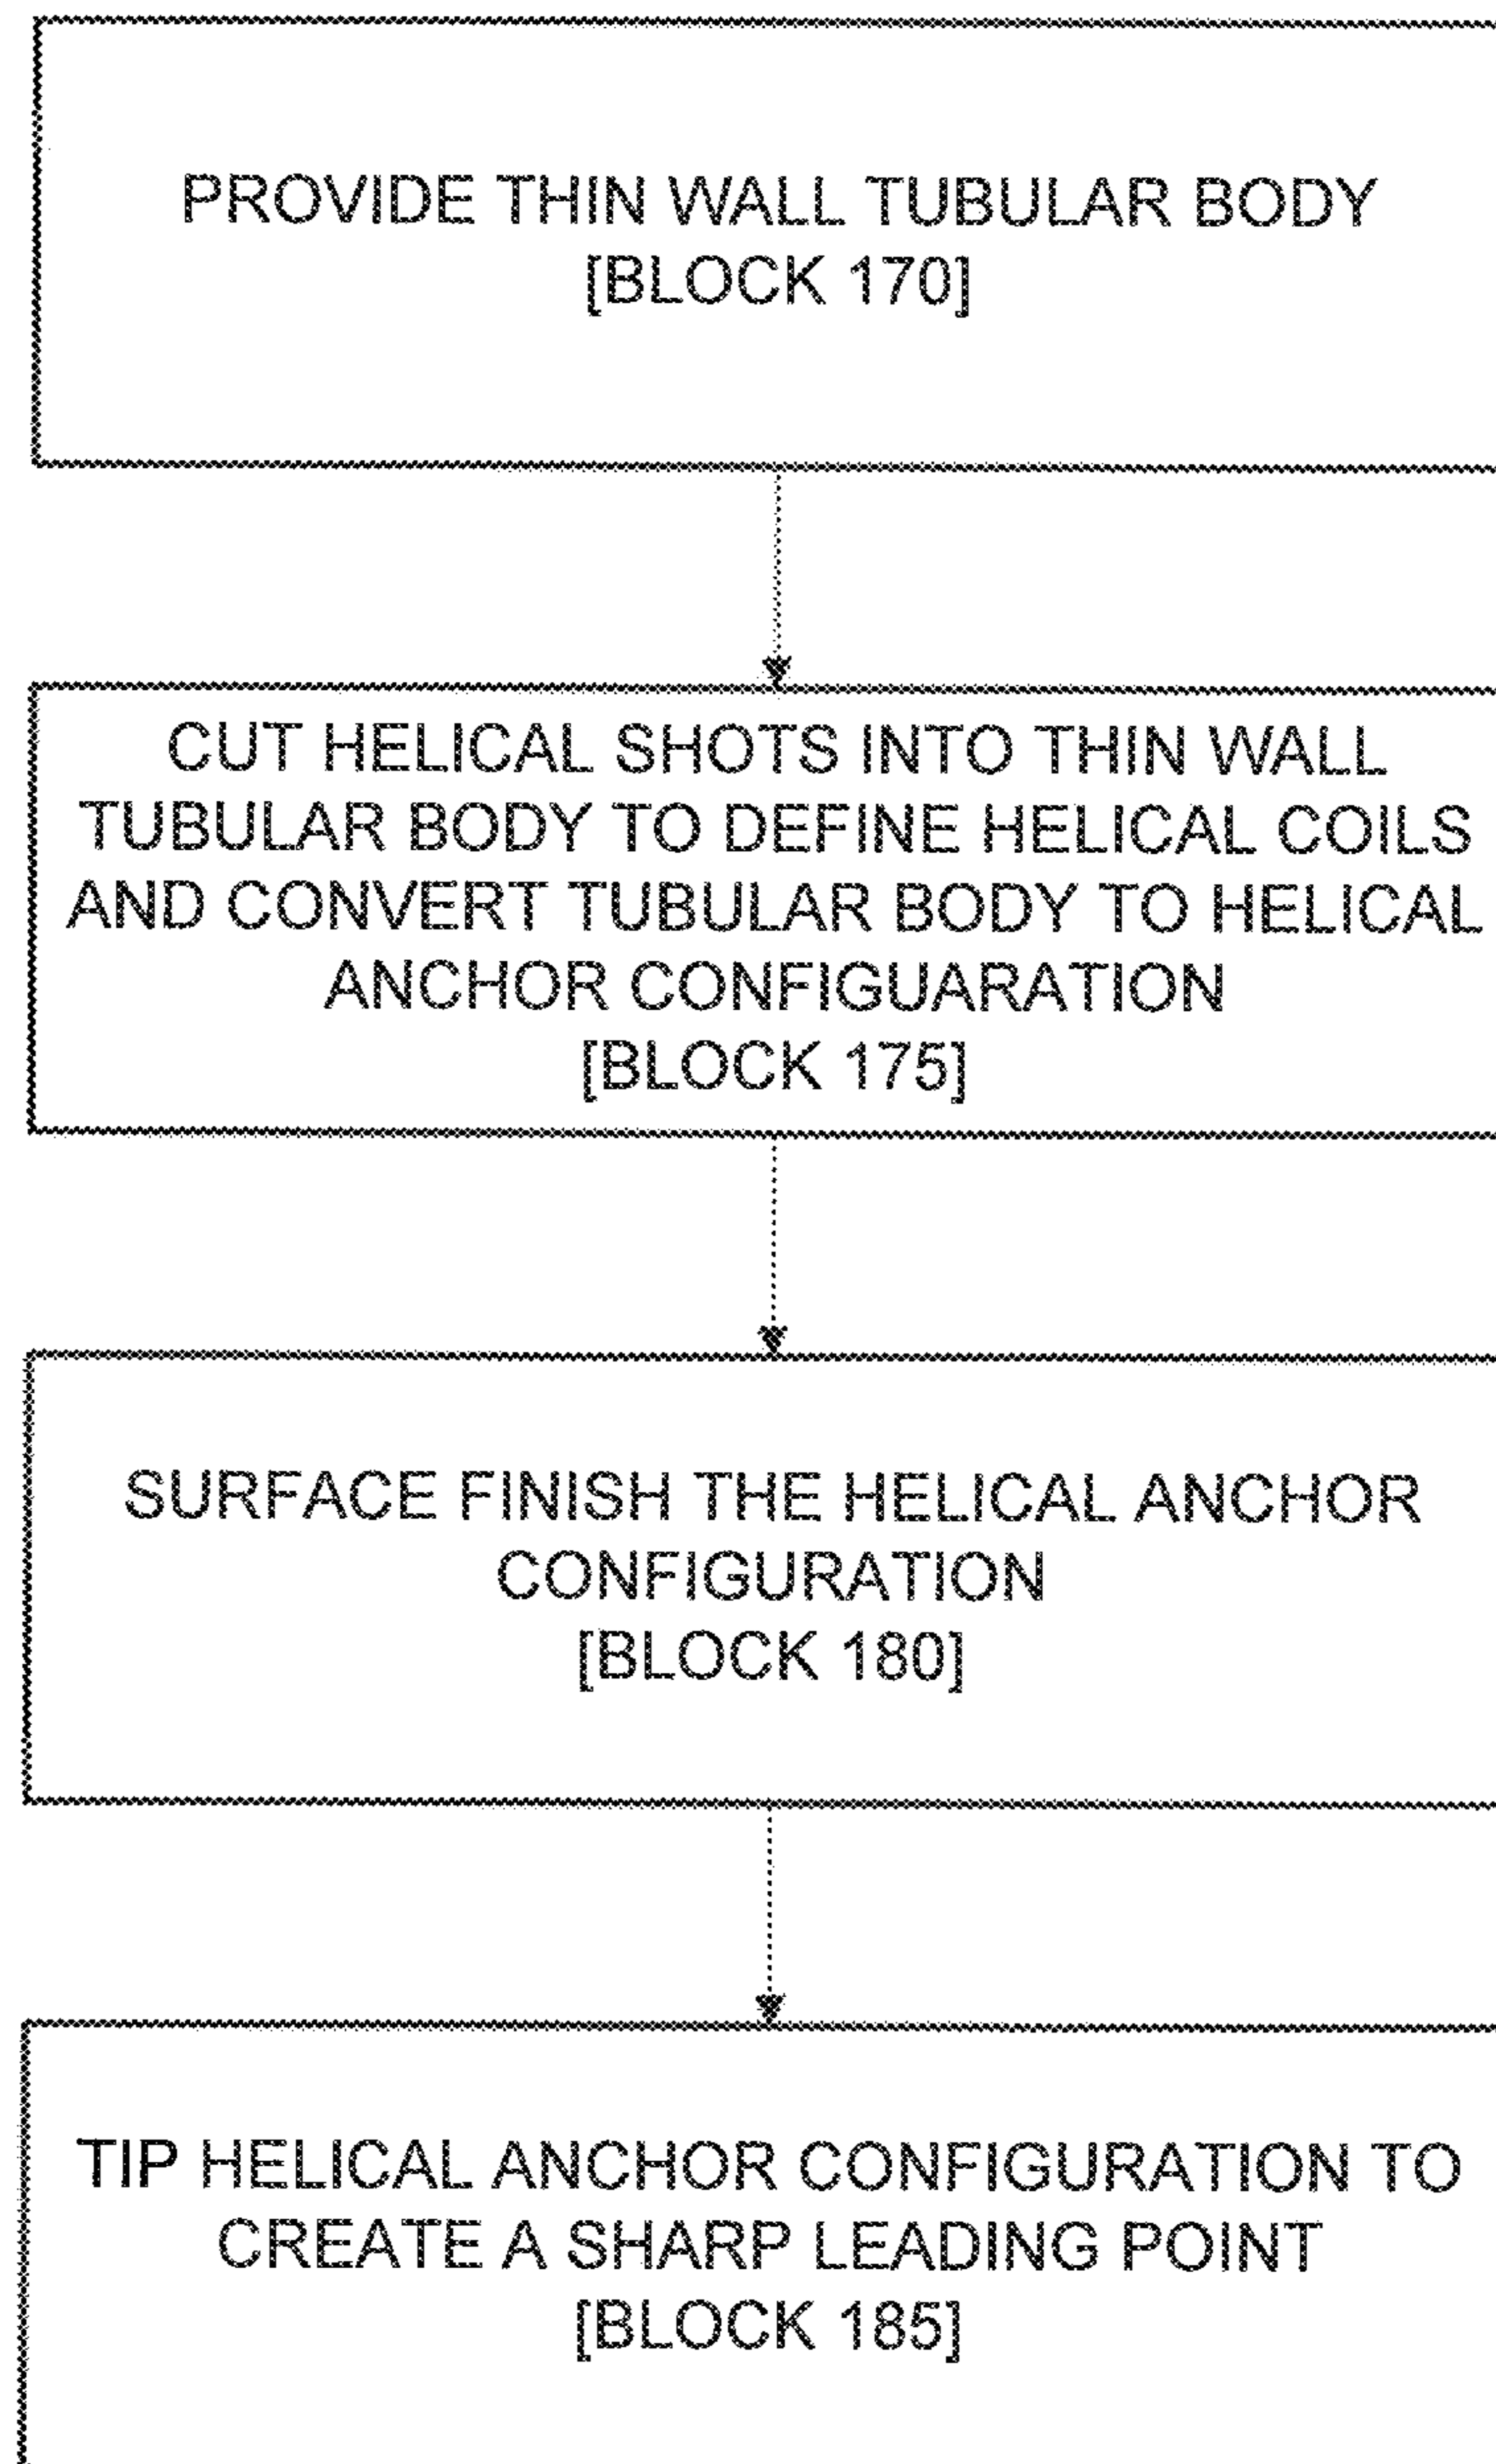 PROVIDE THIN WALL TUBULAR BODY
[BLOCK 170]
CUT HELICAL SHOTS INTO THIN WALL
TUBULAR BODY TO DEFINE HELICAL COILS
AND CONVERT TUBULAR BODY TO HELICAL
ANCHOR CONFIGUARATION
[BLOCK 175]
SURFACE FINISH THE HELICAL ANCHOR
CONFIGURATION
[BLOCK 180]
TIP HELICAL ANCHOR CONFIGURATION TO
CREATE A SHARP LEADING POINT
[BLOCK 185]